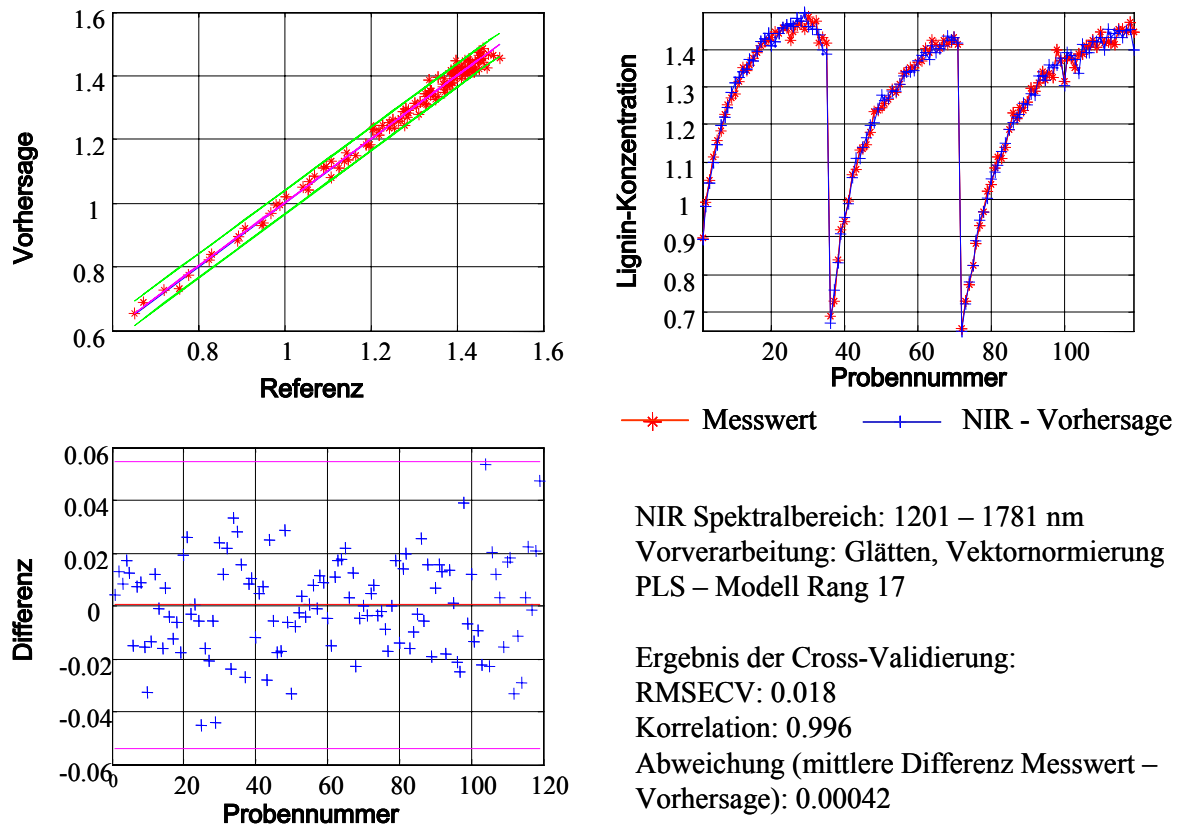 1.6
1.4
1.2
1
0.8
0.6
Vorhersage
0.8 1 1.2 1.4 1.6
Referenz
1.4
1.3
1.2
1.1
1
0.9
0.8
0.7
Lignin-Konzentration
20 40 60 80 100
Probennummer
Messwert NIR - Vorhersage
0.06
0.04
0.02
0
-0.02
-0.04
-0.06
Differenz
0 20 40 60 80 100 120
Probennummer
NIR Spektralbereich: 1201 – 1781 nm
Vorverarbeitung: Glätten, Vektornormierung
PLS – Modell Rang 17
Ergebnis der Cross-Validierung:
RMSECV: 0.018
Korrelation: 0.996
Abweichung (mittlere Differenz Messwert –
Vorhersage): 0.00042